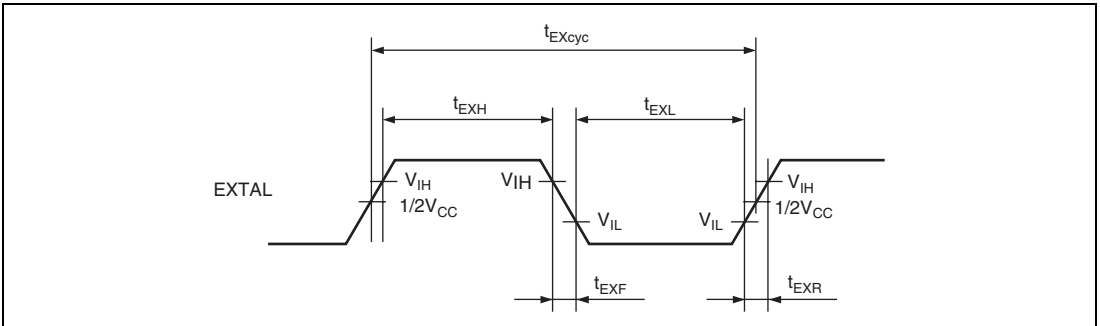 tEXcyc
tEXH
tEXL
EXTAL
VIH
VIH
VIH
1/2VCC
1/2VCC
VIL
VIL
tEXF
tEXR